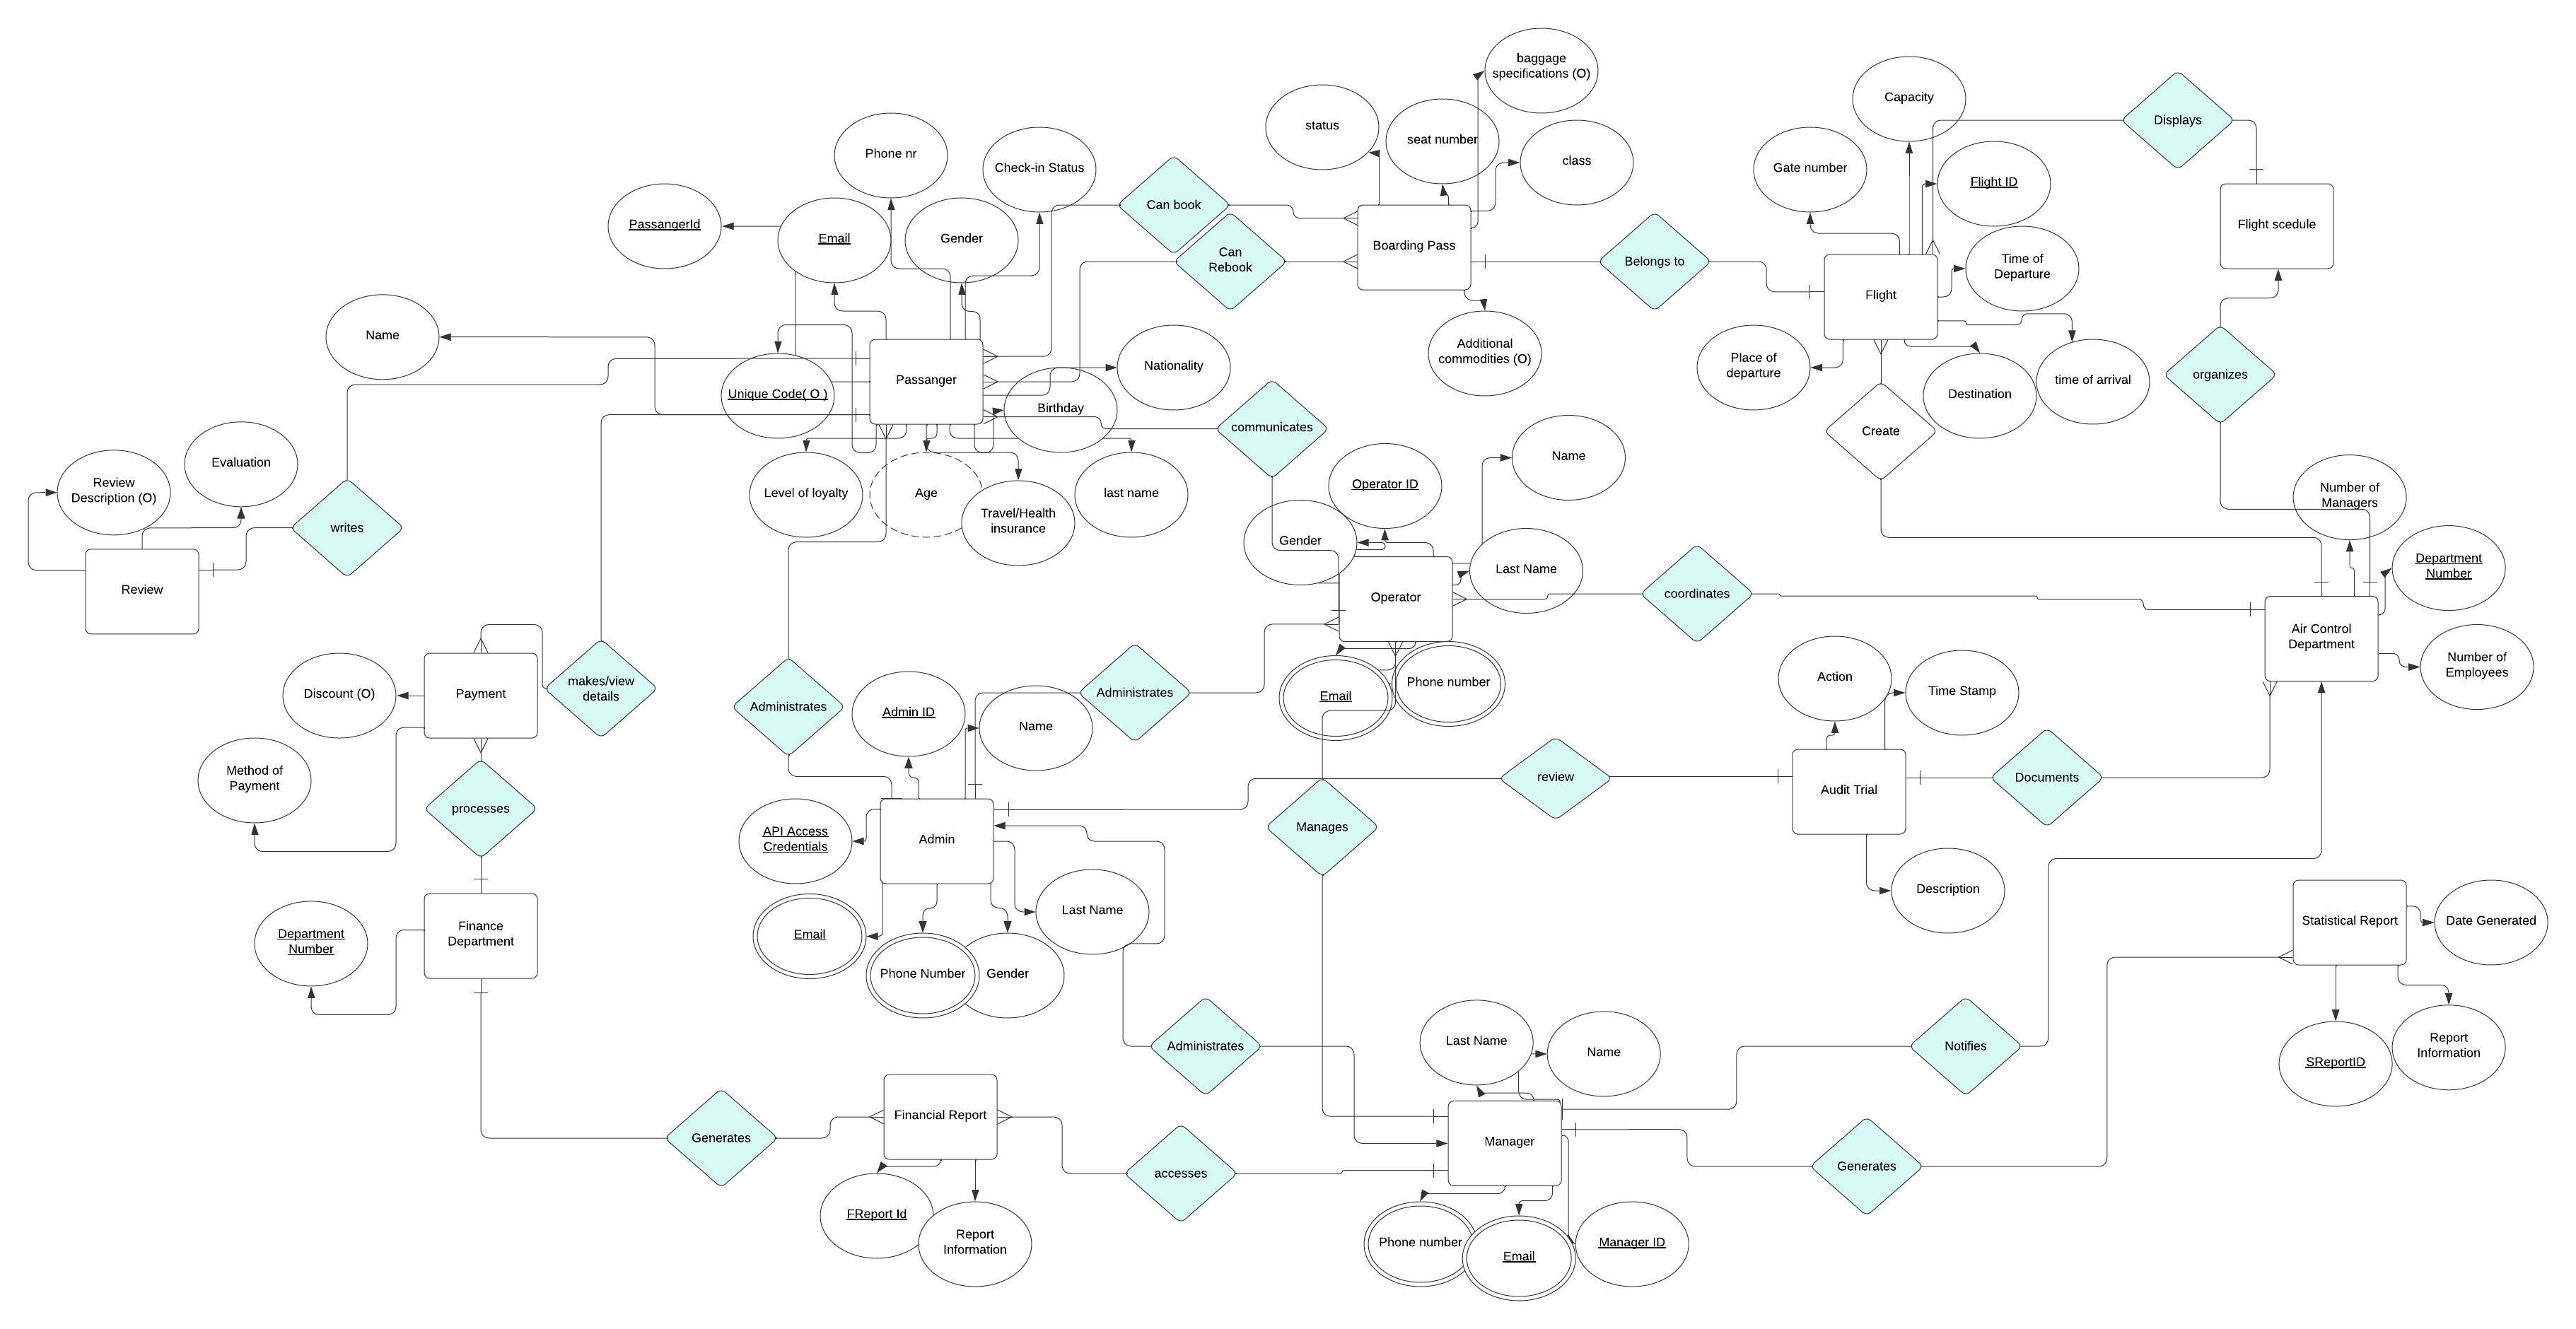 baggage
specifications (O)
Capacity
Displays
status
seat number
class
Phone nr
Check-in Status
Gate number
Flight ID
Can book
PassangerId
Email
Gender
Flight scedule
Boarding Pass
Can
Rebook
Belongs to
Time of
Departure
Flight
Name
Additional
commodities (O)
Place of
departure
Nationality
organizes
Passanger
time of arrival
Unique Code( O )
Birthday
Destination
communicates
Create
Name
Evaluation
Operator ID
Review
Description (O)
Level of loyalty
Age
last name
Number of
Managers
Travel/Health
insurance
writes
Gender
Last Name
Department
Number
Review
Operator
coordinates
Air Control
Department
Number of
Employees
Discount (O)
Payment
makes/view
details
Administrates
Email
Phone number
Action
Time Stamp
Administrates
Admin ID
Name
Method of
Payment
review
Documents
Audit Trial
processes
Manages
API Access
Credentials
Admin
Description
Last Name
Statistical Report
Date Generated
Department
Number
Finance
Department
Email
Phone Number
Gender
Last Name
Name
Administrates
Notifies
SReportID
Report
Information
Financial Report
Generates
Manager
accesses
Generates
FReport Id
Report
Information
Phone number
Email
Manager ID